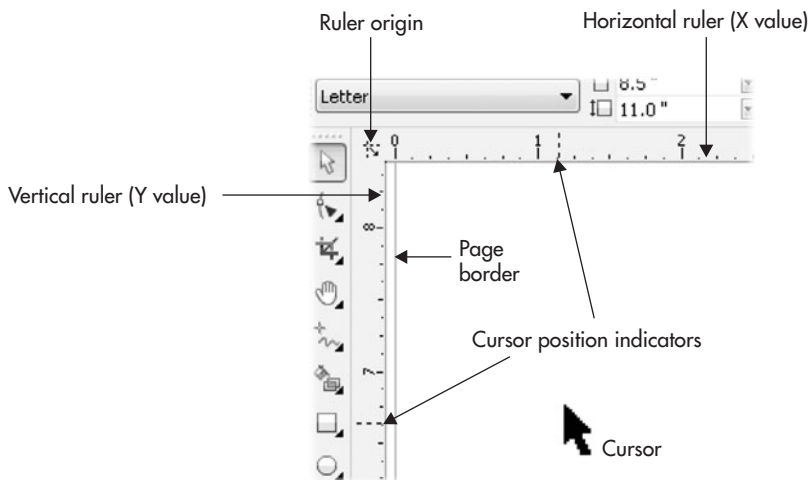 Ruler origin
Horizontal ruler (X value)
8.5 "
Letter
11.0 "
0 1 2
Vertical ruler (Y value)
8
Page
border
Cursor position indicators
7
Cursor